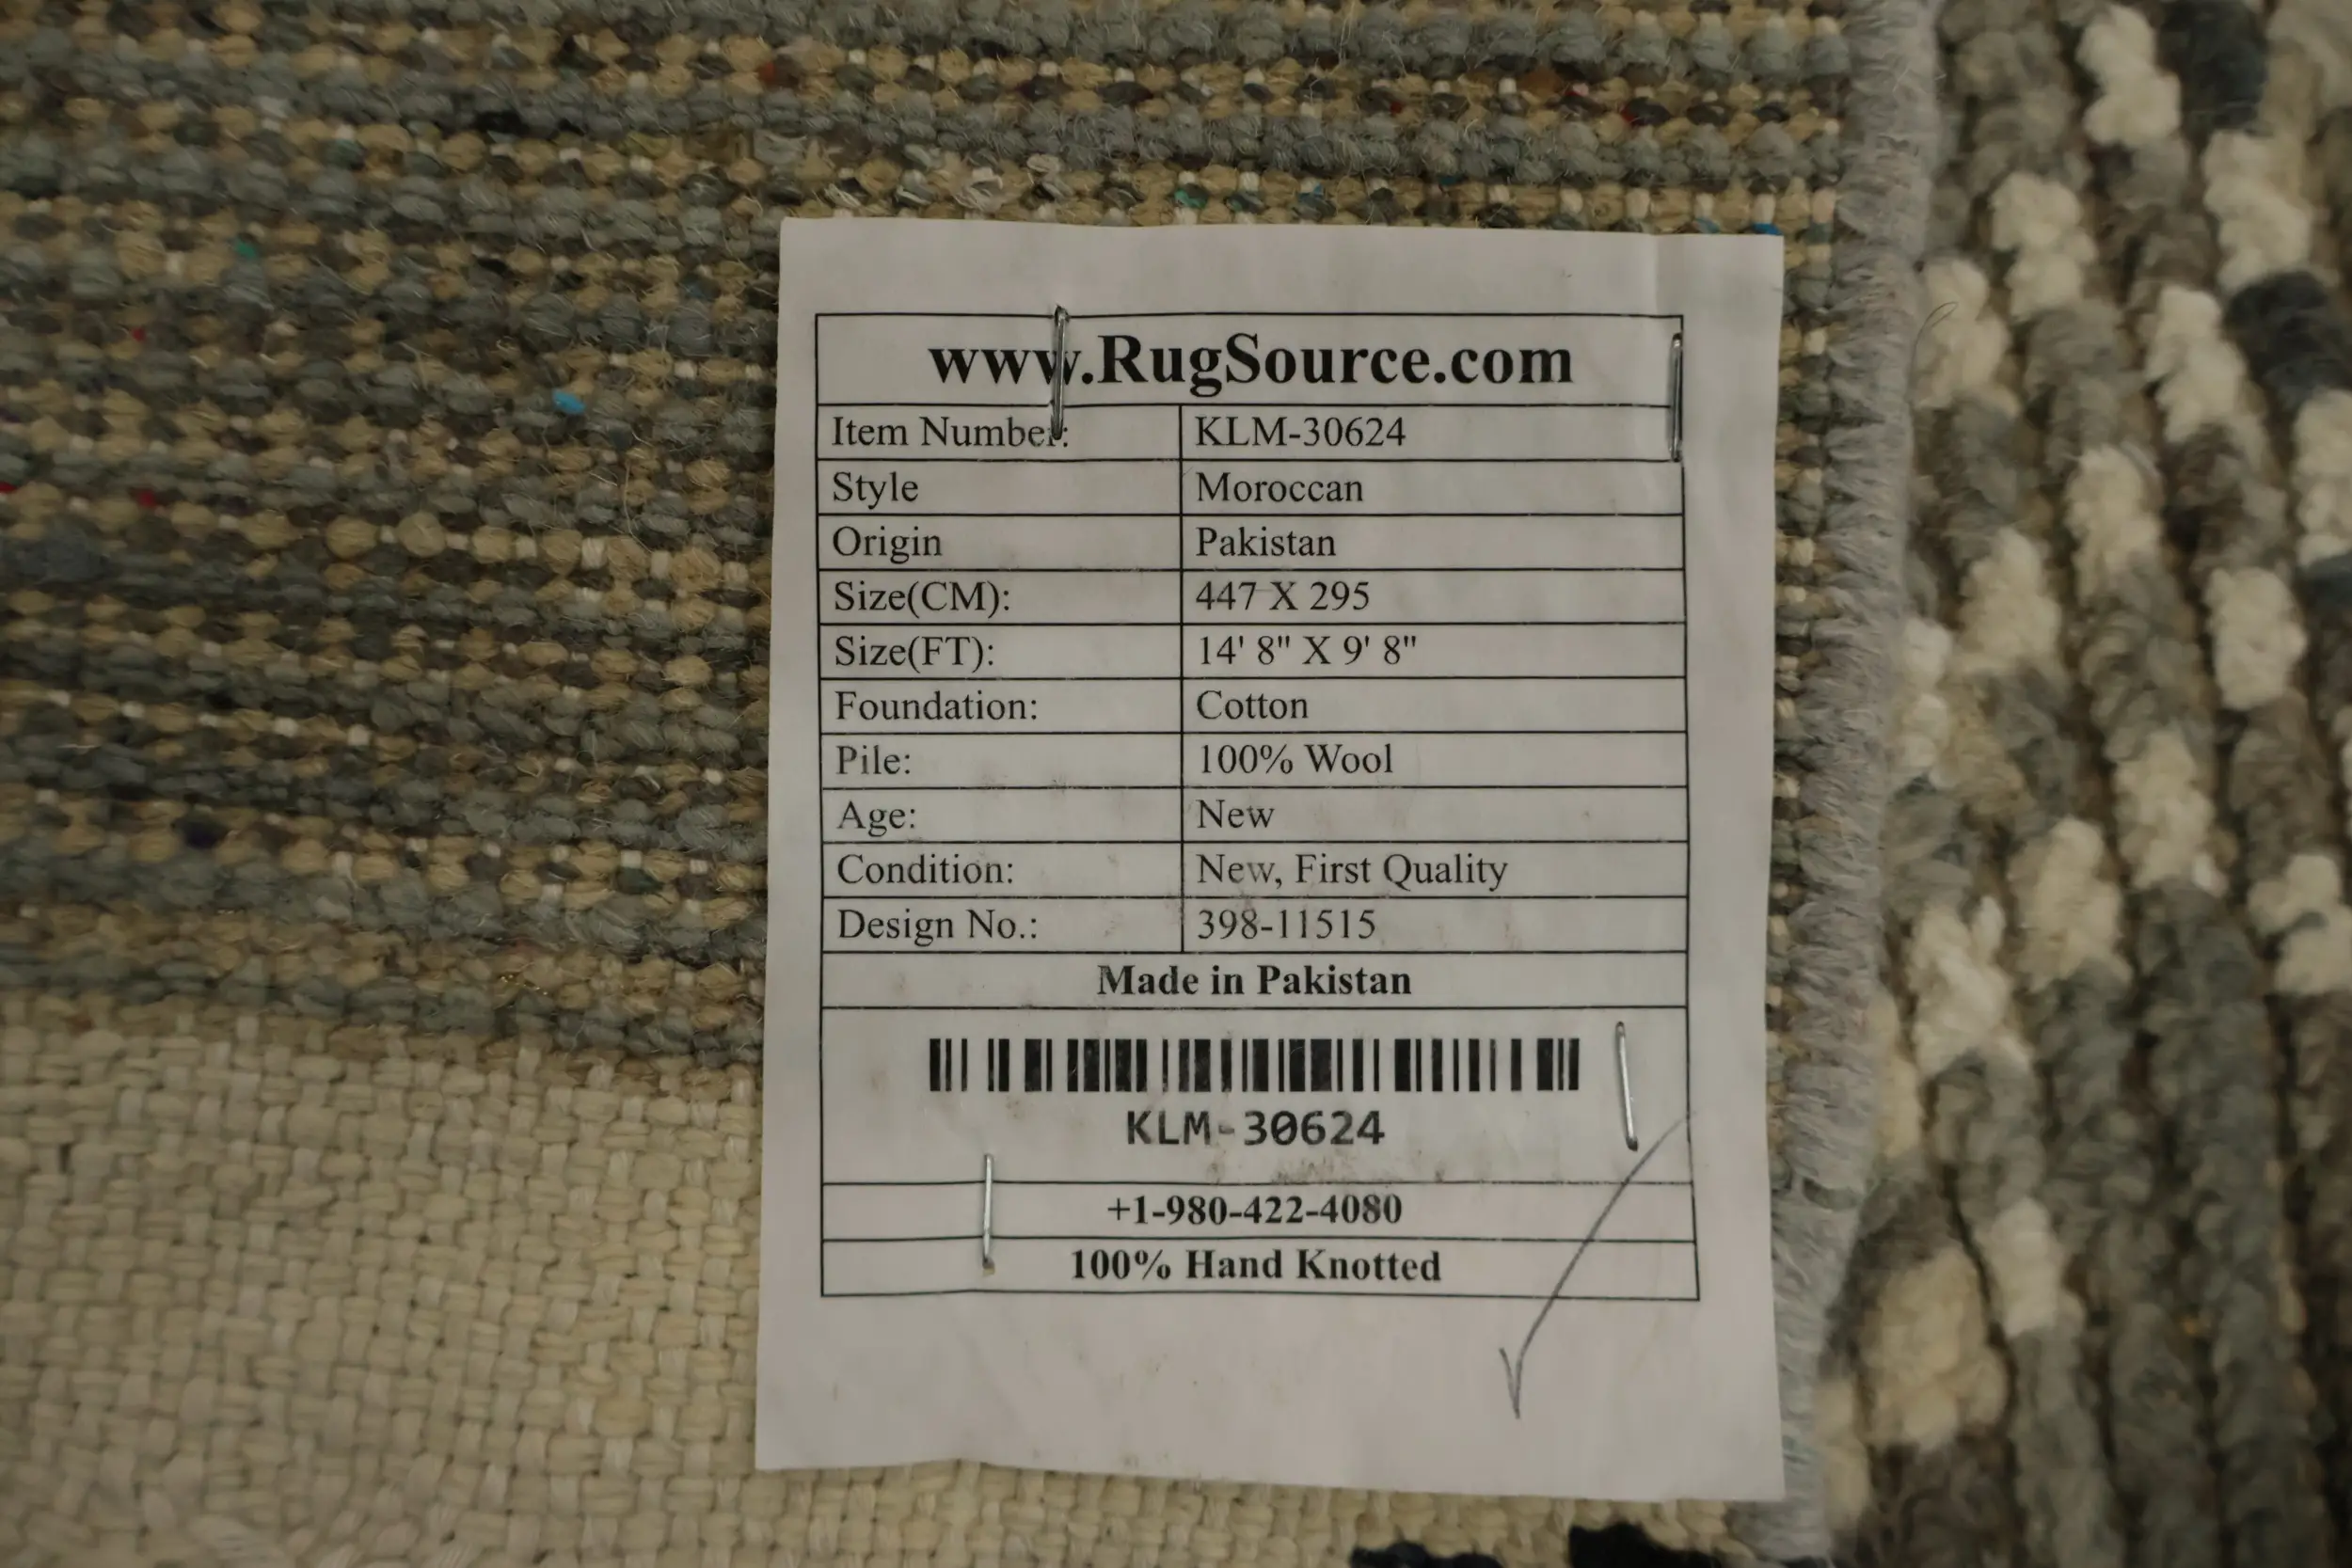 www.RugSource.com
Item Number: KLM-30624
Style Moroccan
Origin Pakistan
Size(CM): 447 X 295
Size(FT): 14' 8" X 9' 8"
Foundation: Cotton
Pile: 100% Wool
Age: New
Condition: New, First Quality
Design No.: 398-11515
Made in Pakistan
KLM-30624
+1-980-422-4080
100% Hand Knotted